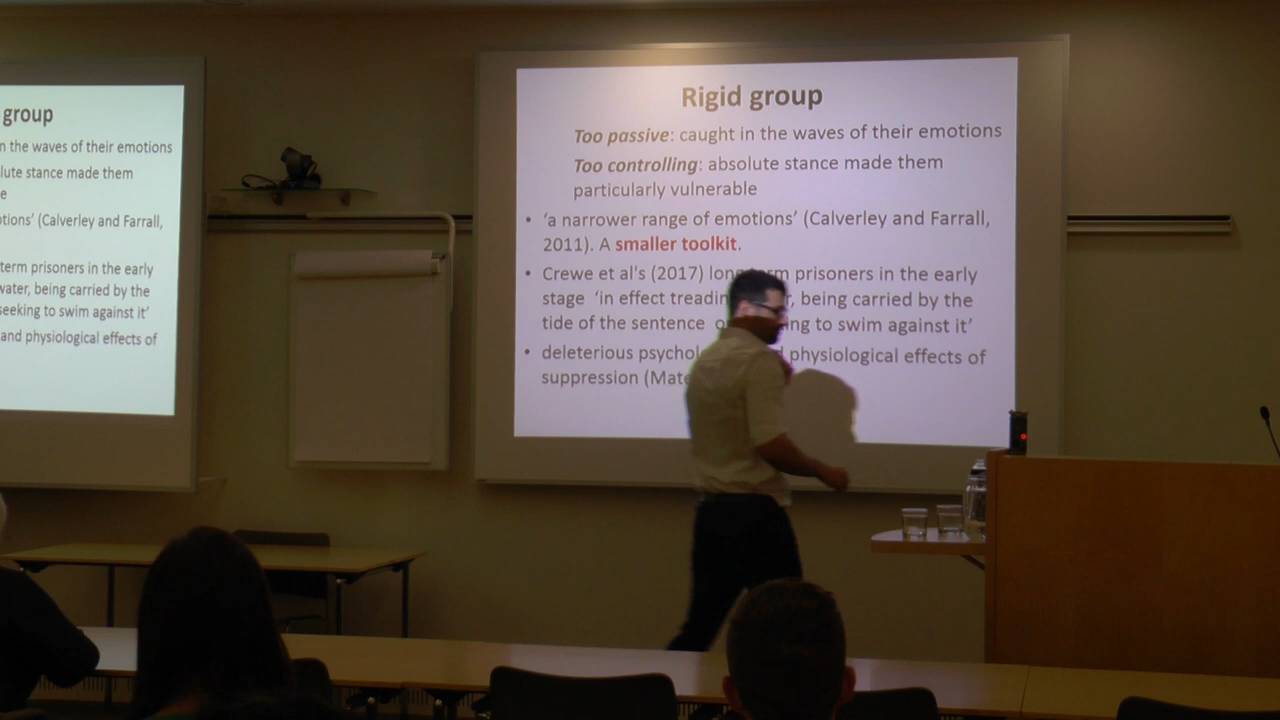 group
n the waves of their emotions
lute stance made them
e
otions' (Calverley and Farrall,
term prisoners in the early
water, being carried by the
seeking to swim against it'
and physiological effects of
Rigid group
Too passive: caught in the waves of their emotions
Too controlling: absolute stance made them
particularly vulnerable
• 'a narrower range of emotions' (Calverley and Farrall,
2011). A smaller toolkit.
• Crewe et al's (2017) long-term prisoners in the early
stage 'in effect treadin r, being carried by the
tide of the sentence o ng to swim against it'
• deleterious psychol d physiological effects of
suppression (Mate